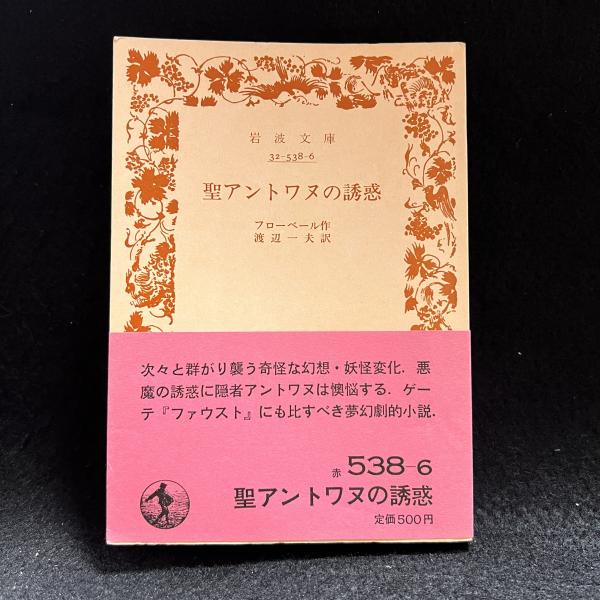 岩波文庫
32-538-6
聖アントワヌの誘惑
フローベール作
渡辺一夫訳
次々と群がり襲う奇怪な幻想・妖怪変化．悪
魔の誘惑に隠者アントワヌは懊悩する．ゲー
テ『ファウスト』にも比すべき夢幻劇的小説．
赤 538-6
聖アントワヌの誘惑
定価500円